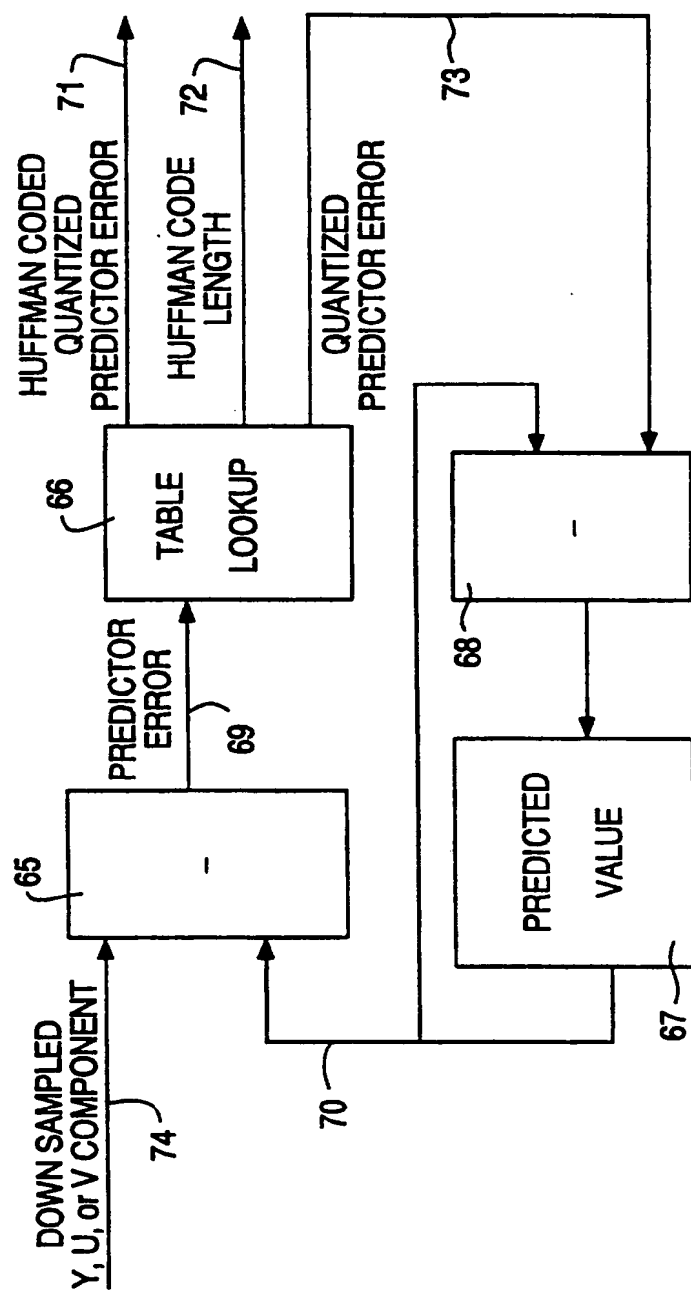 DOWN SAMPLED
Y, U, or V COMPONENT
74
65
–
PREDICTOR
ERROR
69
66
TABLE
LOOKUP
HUFFMAN CODED
QUANTIZED
PREDICTOR ERROR
71
HUFFMAN CODE
LENGTH
72
QUANTIZED
PREDICTOR ERROR
73
70
PREDICTED
VALUE
67
68
–